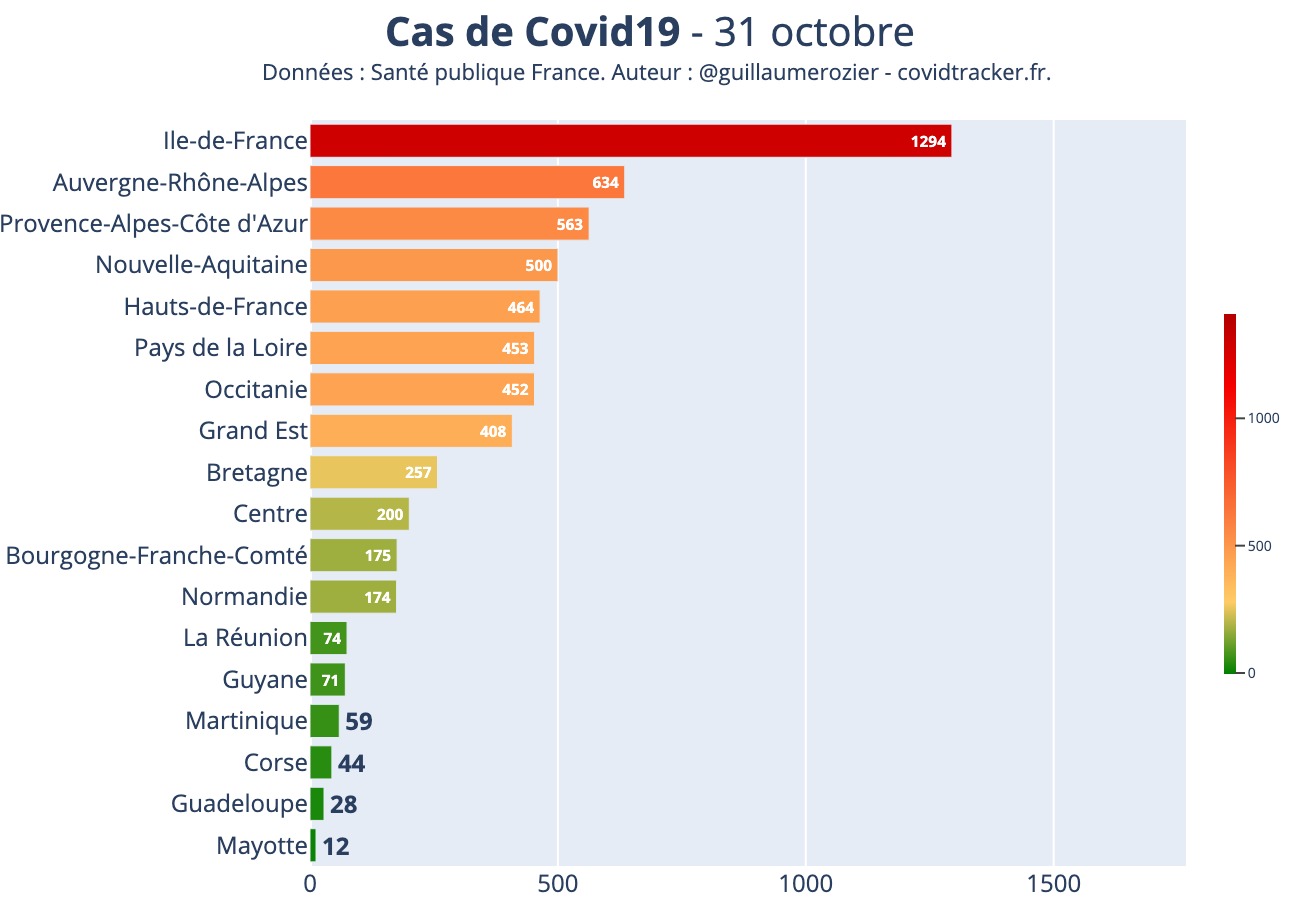 Cas de Covid19 - 31 octobre
Données : Santé publique France. Auteur : @guillaumerozier - covidtracker.fr.
Ile-de-France 1294
Auvergne-Rhône-Alpes 634
Provence-Alpes-Côte d'Azur 563
Nouvelle-Aquitaine 500
Hauts-de-France 464
Pays de la Loire 453
Occitanie 452
Grand Est 408
Bretagne 257
Centre 200
Bourgogne-Franche-Comté 175
Normandie 174
La Réunion 74
Guyane 71
Martinique 59
Corse 44
Guadeloupe 28
Mayotte 12
0 500 1000 1500
1000
500
0